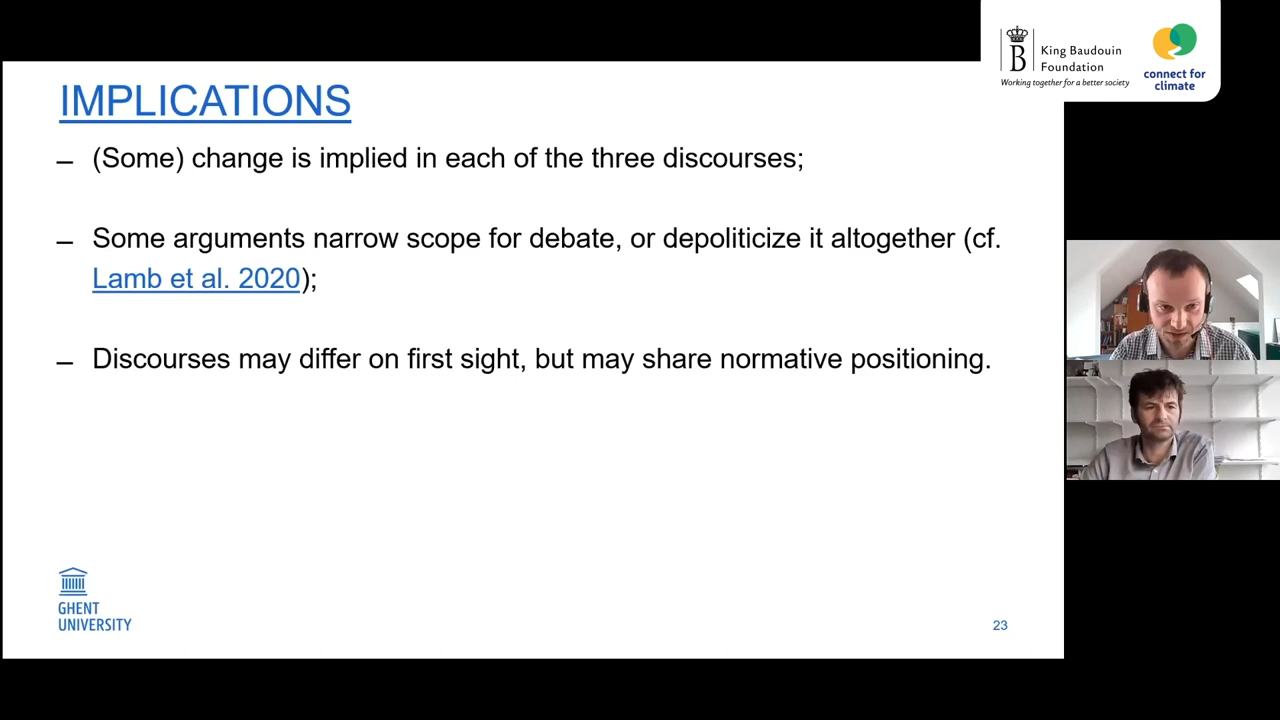 King Baudouin
Foundation
Working together for a better society
connect for
climate
IMPLICATIONS
– (Some) change is implied in each of the three discourses;
– Some arguments narrow scope for debate, or depoliticize it altogether (cf.
Lamb et al. 2020);
– Discourses may differ on first sight, but may share normative positioning.
GHENT
UNIVERSITY
23